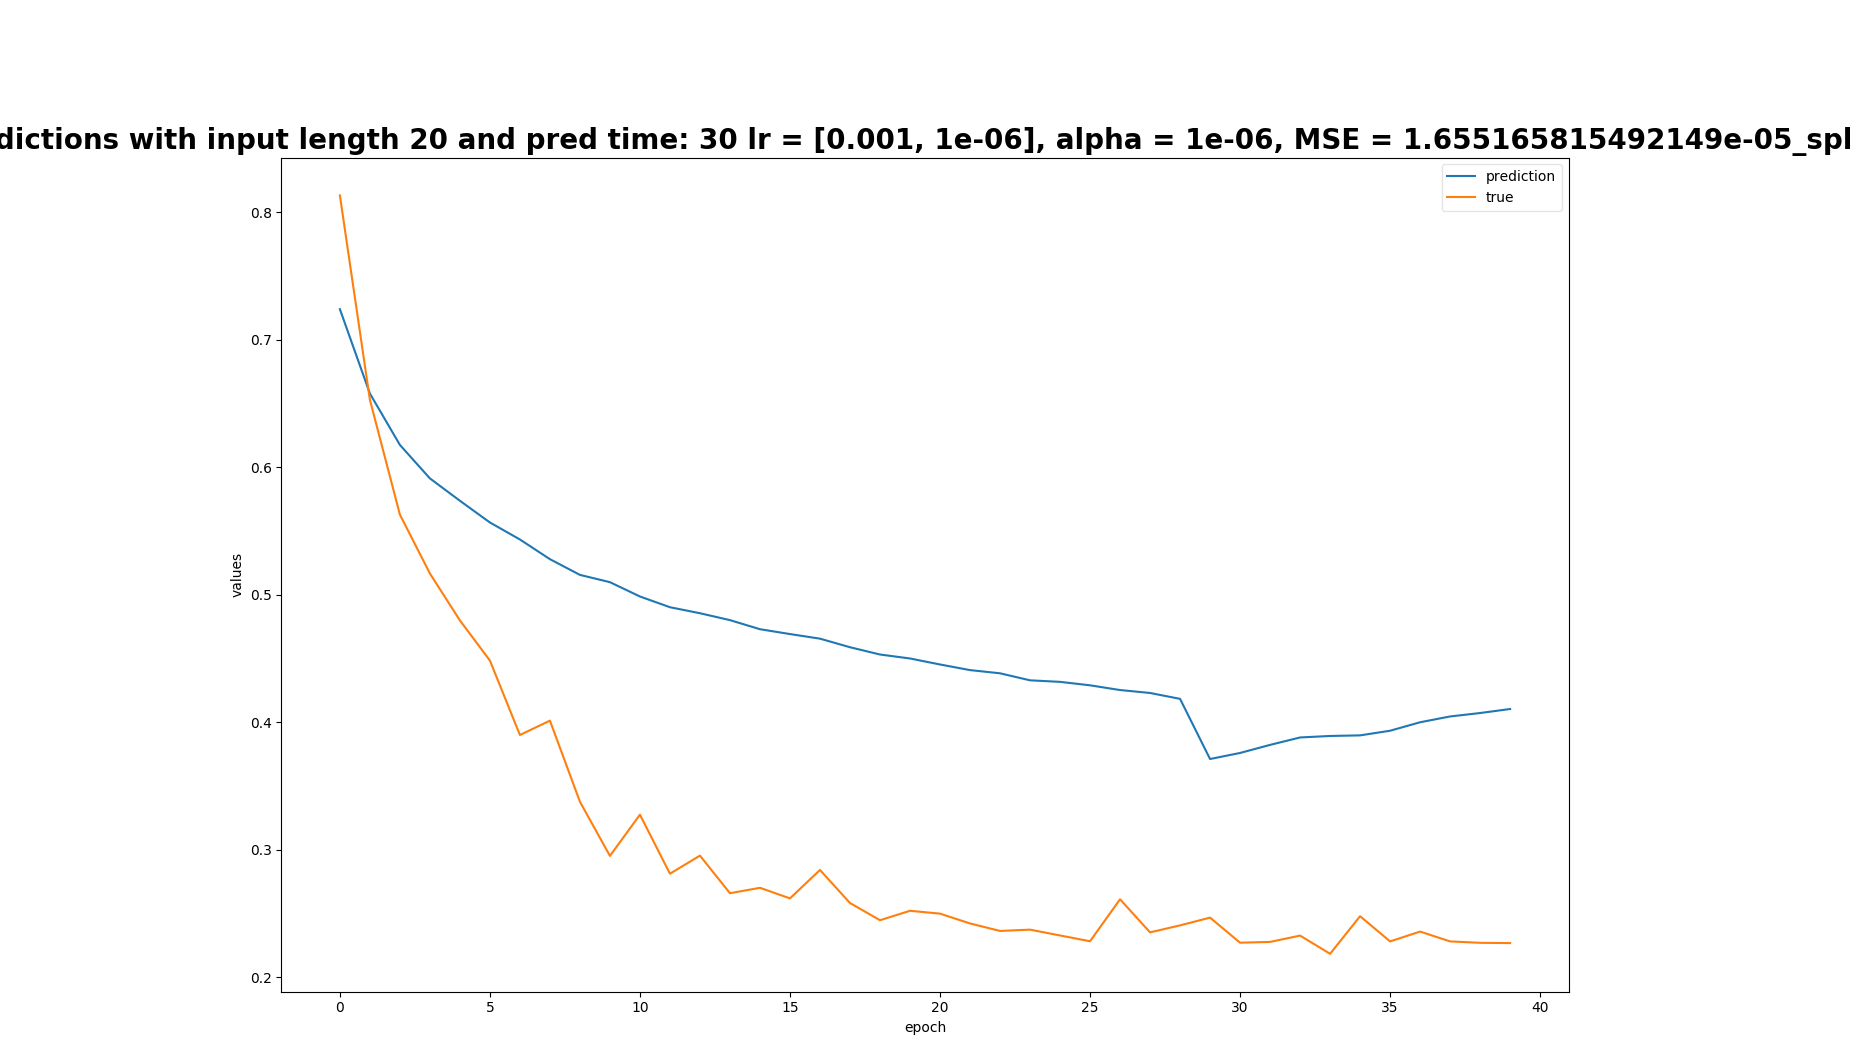 dictions with input length 20 and pred time: 30 lr = [0.001, 1e-06], alpha = 1e-06, MSE = 1.655165815492149e-05_spl
prediction
true
0.8
0.7
0.6
0.5
0.4
0.3
0.2
values
0 5 10 15 20 25 30 35 40
epoch